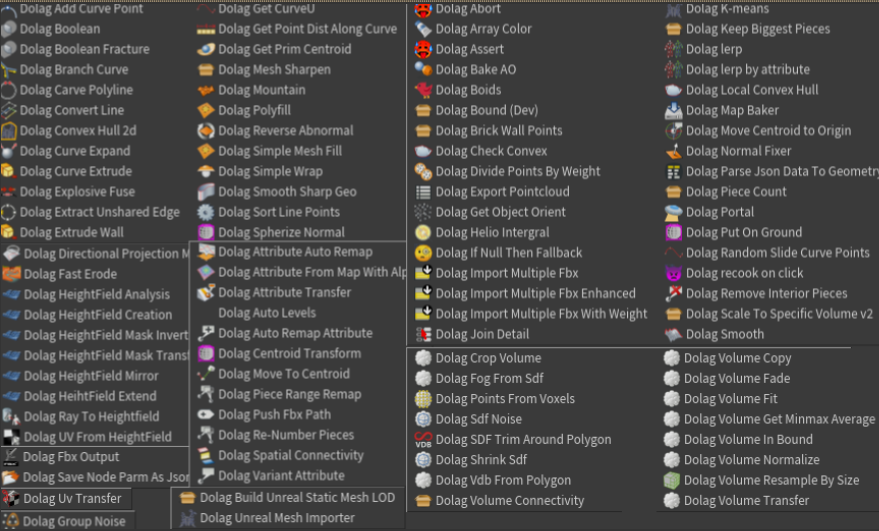 Dolag Add Curve Point
Dolag Boolean
Dolag Boolean Fracture
Dolag Branch Curve
Dolag Carve Polyline
Dolag Convert Line
Dolag Convex Hull 2d
Dolag Curve Expand
Dolag Curve Extrude
Dolag Explosive Fuse
Dolag Extract Unshared Edge
Dolag Extrude Wall
Dolag Get CurveU
Dolag Get Point Dist Along Curve
Dolag Get Prim Centroid
Dolag Mesh Sharpen
Dolag Mountain
Dolag Polyfill
Dolag Reverse Abnormal
Dolag Simple Mesh Fill
Dolag Simple Wrap
Dolag Smooth Sharp Geo
Dolag Sort Line Points
Dolag Spherize Normal
Dolag Directional Projection M
Dolag Fast Erode
Dolag HeightField Analysis
Dolag HeightField Creation
Dolag HeightField Mask Invert
Dolag HeightField Mask Trans
Dolag HeightField Mirror
Dolag HeihtField Extend
Dolag Ray To Heightfield
Dolag UV From HeightField
Dolag Fbx Output
Dolag Save Node Parm As Json
Dolag Uv Transfer
Dolag Group Noise
Dolag Attribute Auto Remap
Dolag Attribute From Map With Alp
Dolag Attribute Transfer
Dolag Auto Levels
Dolag Auto Remap Attribute
Dolag Centroid Transform
Dolag Move To Centroid
Dolag Piece Range Remap
Dolag Push Fbx Path
Dolag Re-Number Pieces
Dolag Spatial Connectivity
Dolag Variant Attribute
Dolag Build Unreal Static Mesh LOD
Dolag Unreal Mesh Importer
Dolag Abort
Dolag Array Color
Dolag Assert
Dolag Bake AO
Dolag Boids
Dolag Bound (Dev)
Dolag Brick Wall Points
Dolag Check Convex
Dolag Divide Points By Weight
Dolag Export Pointcloud
Dolag Get Object Orient
Dolag Helio Intergral
Dolag If Null Then Fallback
Dolag Import Multiple Fbx
Dolag Import Multiple Fbx Enhanced
Dolag Import Multiple Fbx With Weight
Dolag Join Detail
Dolag K-means
Dolag Keep Biggest Pieces
Dolag lerp
Dolag lerp by attribute
Dolag Local Convex Hull
Dolag Map Baker
Dolag Move Centroid to Origin
Dolag Normal Fixer
Dolag Parse Json Data To Geometry
Dolag Piece Count
Dolag Portal
Dolag Put On Ground
Dolag Random Slide Curve Points
Dolag recook on click
Dolag Remove Interior Pieces
Dolag Scale To Specific Volume v2
Dolag Smooth
Dolag Crop Volume
Dolag Fog From Sdf
Dolag Points From Voxels
Dolag Sdf Noise
VDB Dolag SDF Trim Around Polygon
Dolag Shrink Sdf
Dolag Vdb From Polygon
Dolag Volume Connectivity
Dolag Volume Copy
Dolag Volume Fade
Dolag Volume Fit
Dolag Volume Get Minmax Average
Dolag Volume In Bound
Dolag Volume Normalize
Dolag Volume Resample By Size
Dolag Volume Transfer